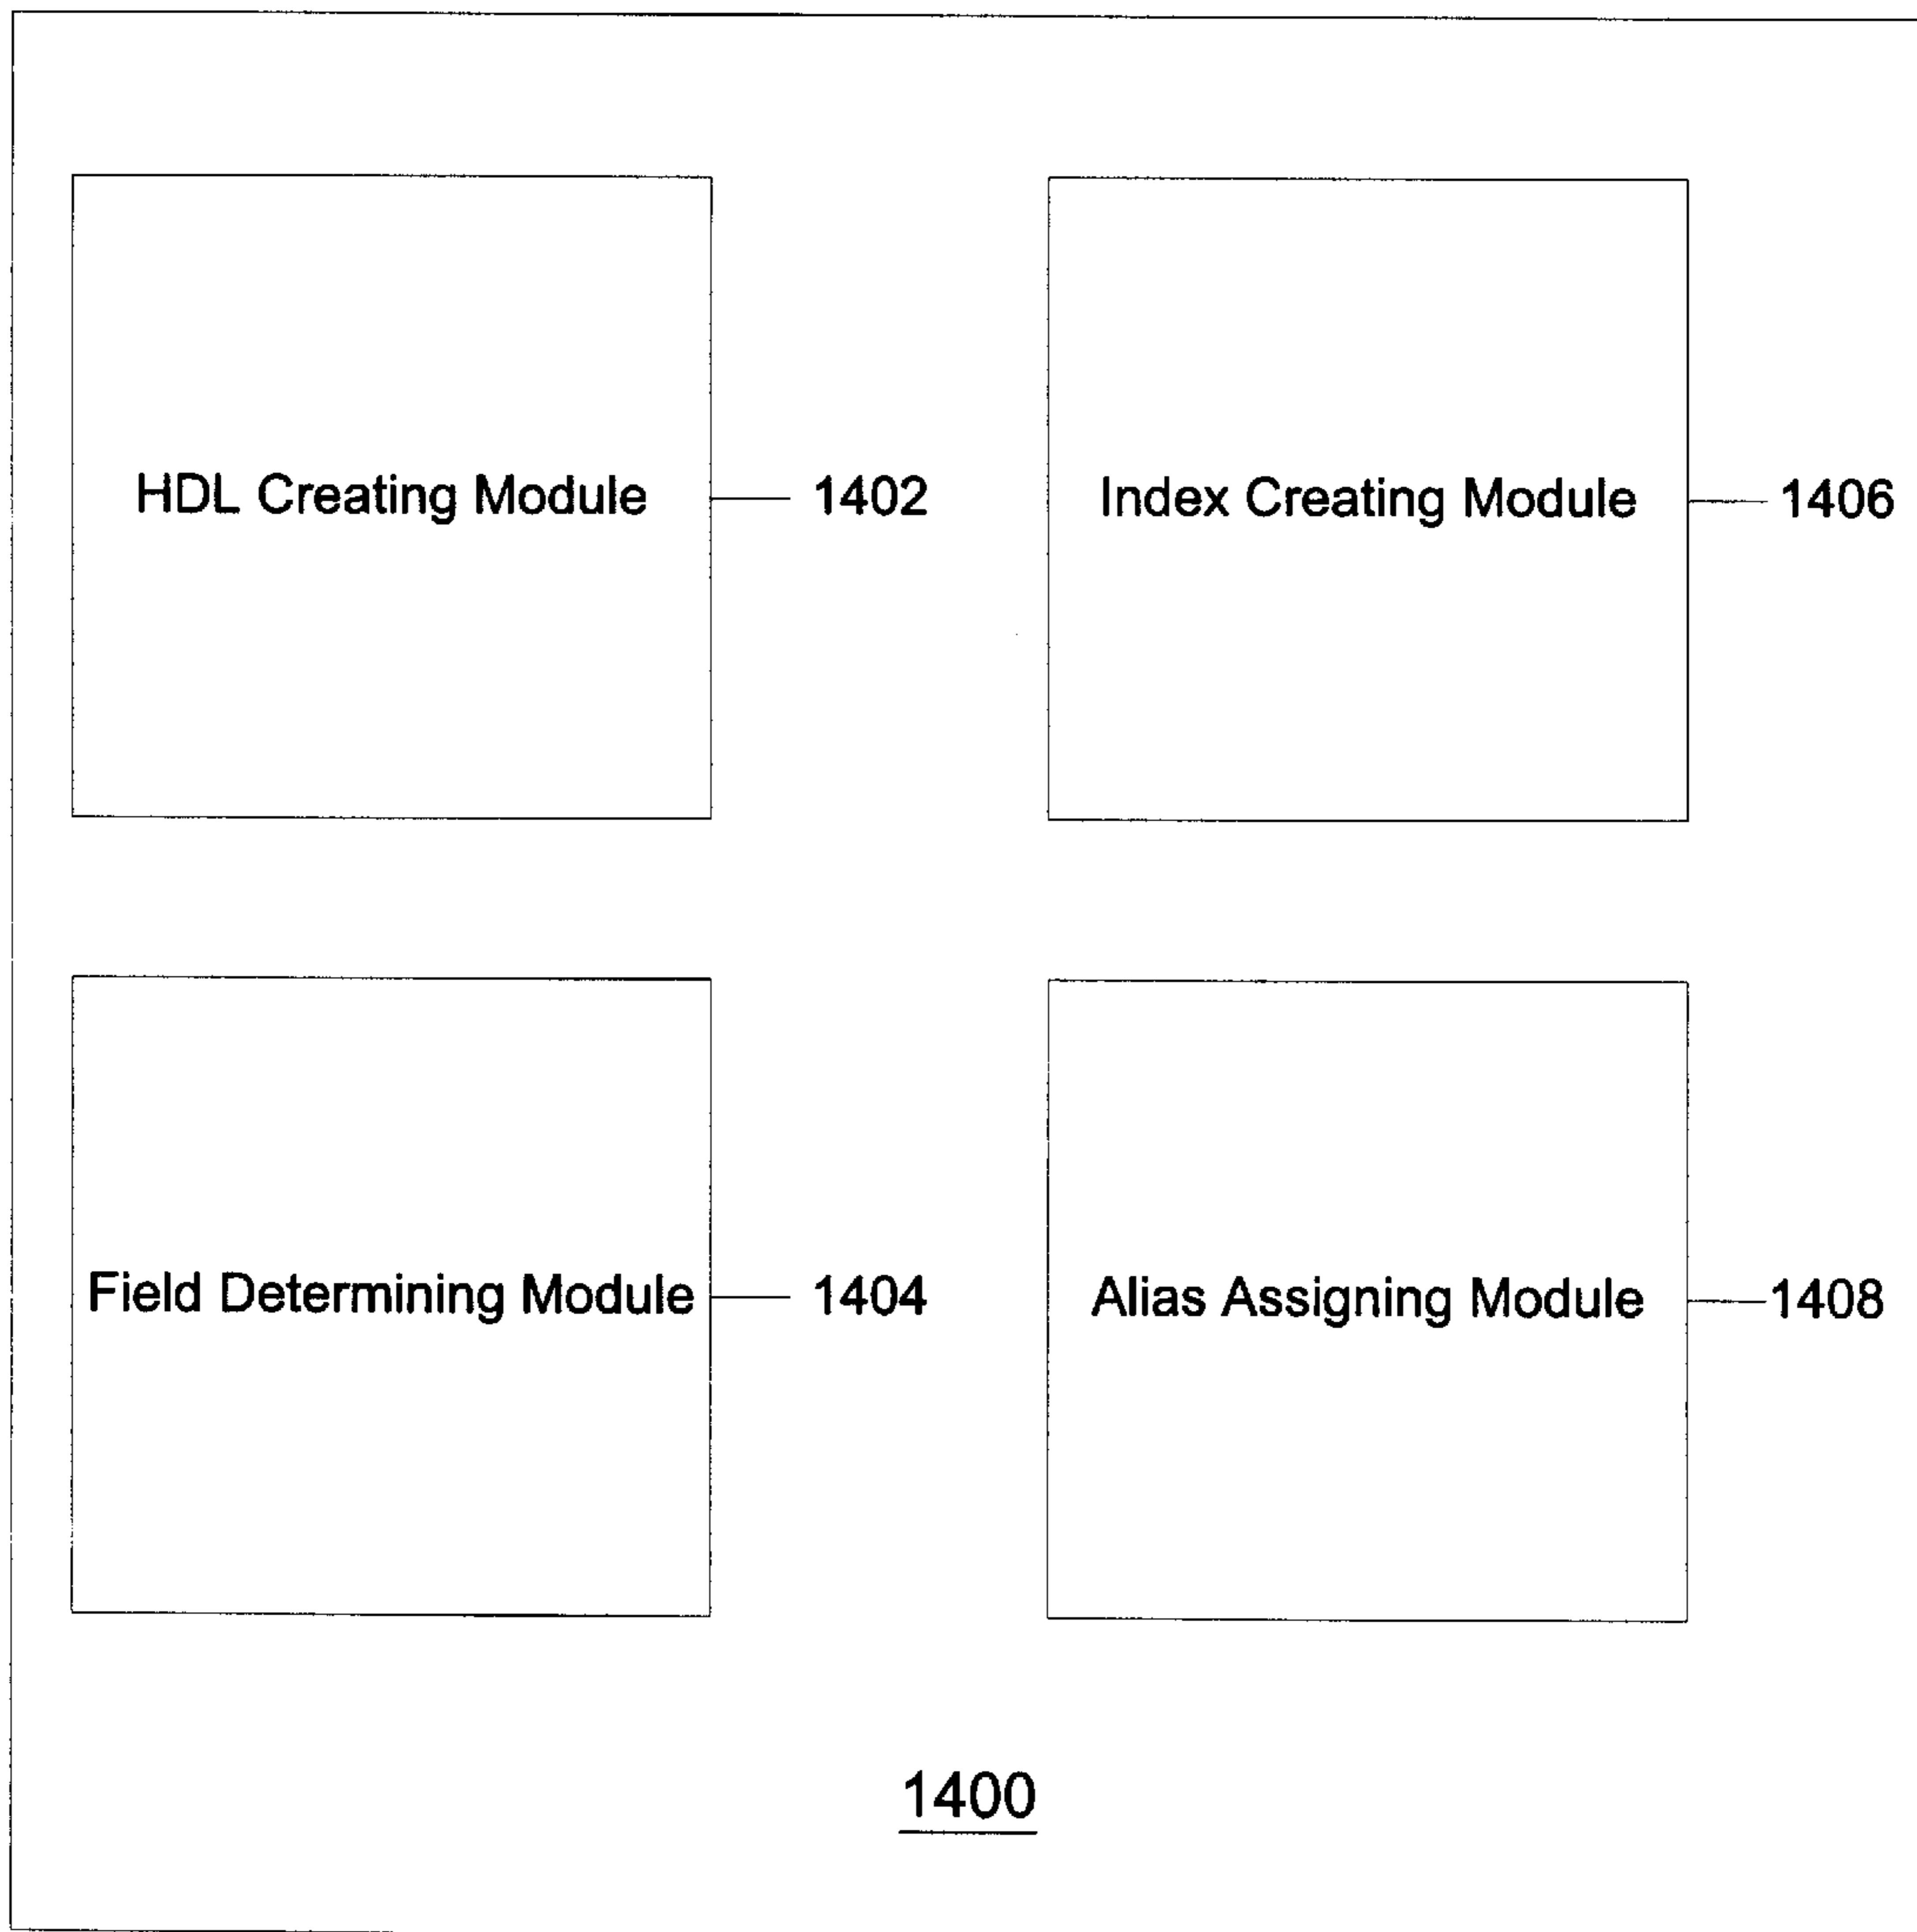 HDL Creating Module
1402
Index Creating Module
1406
Field Determining Module
1404
Alias Assigning Module
1408
1400